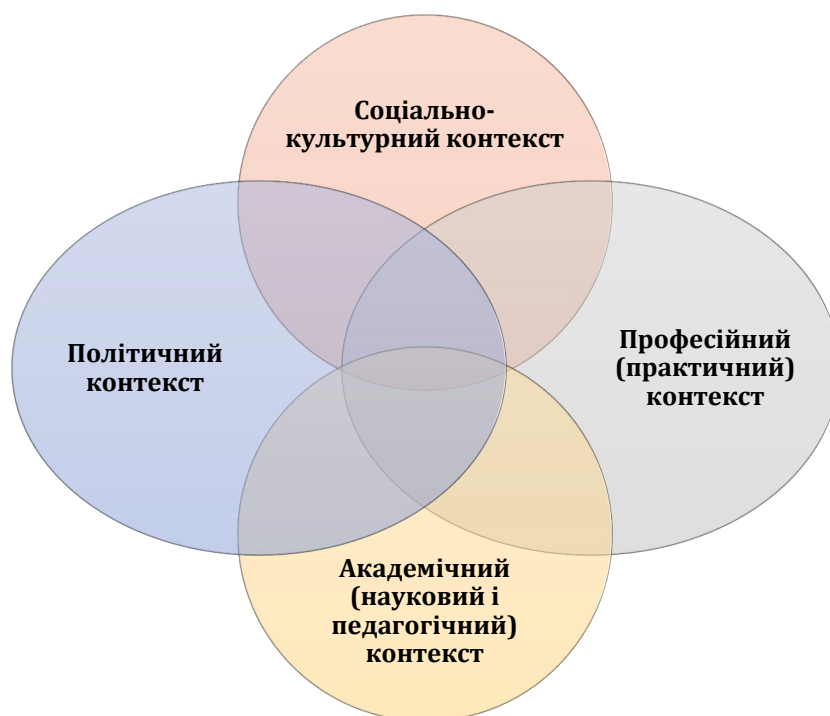 Соціально-
культурний контекст
Політичний
контекст
Професійний
(практичний)
контекст
Академічний
(науковий і
педагогічний)
контекст